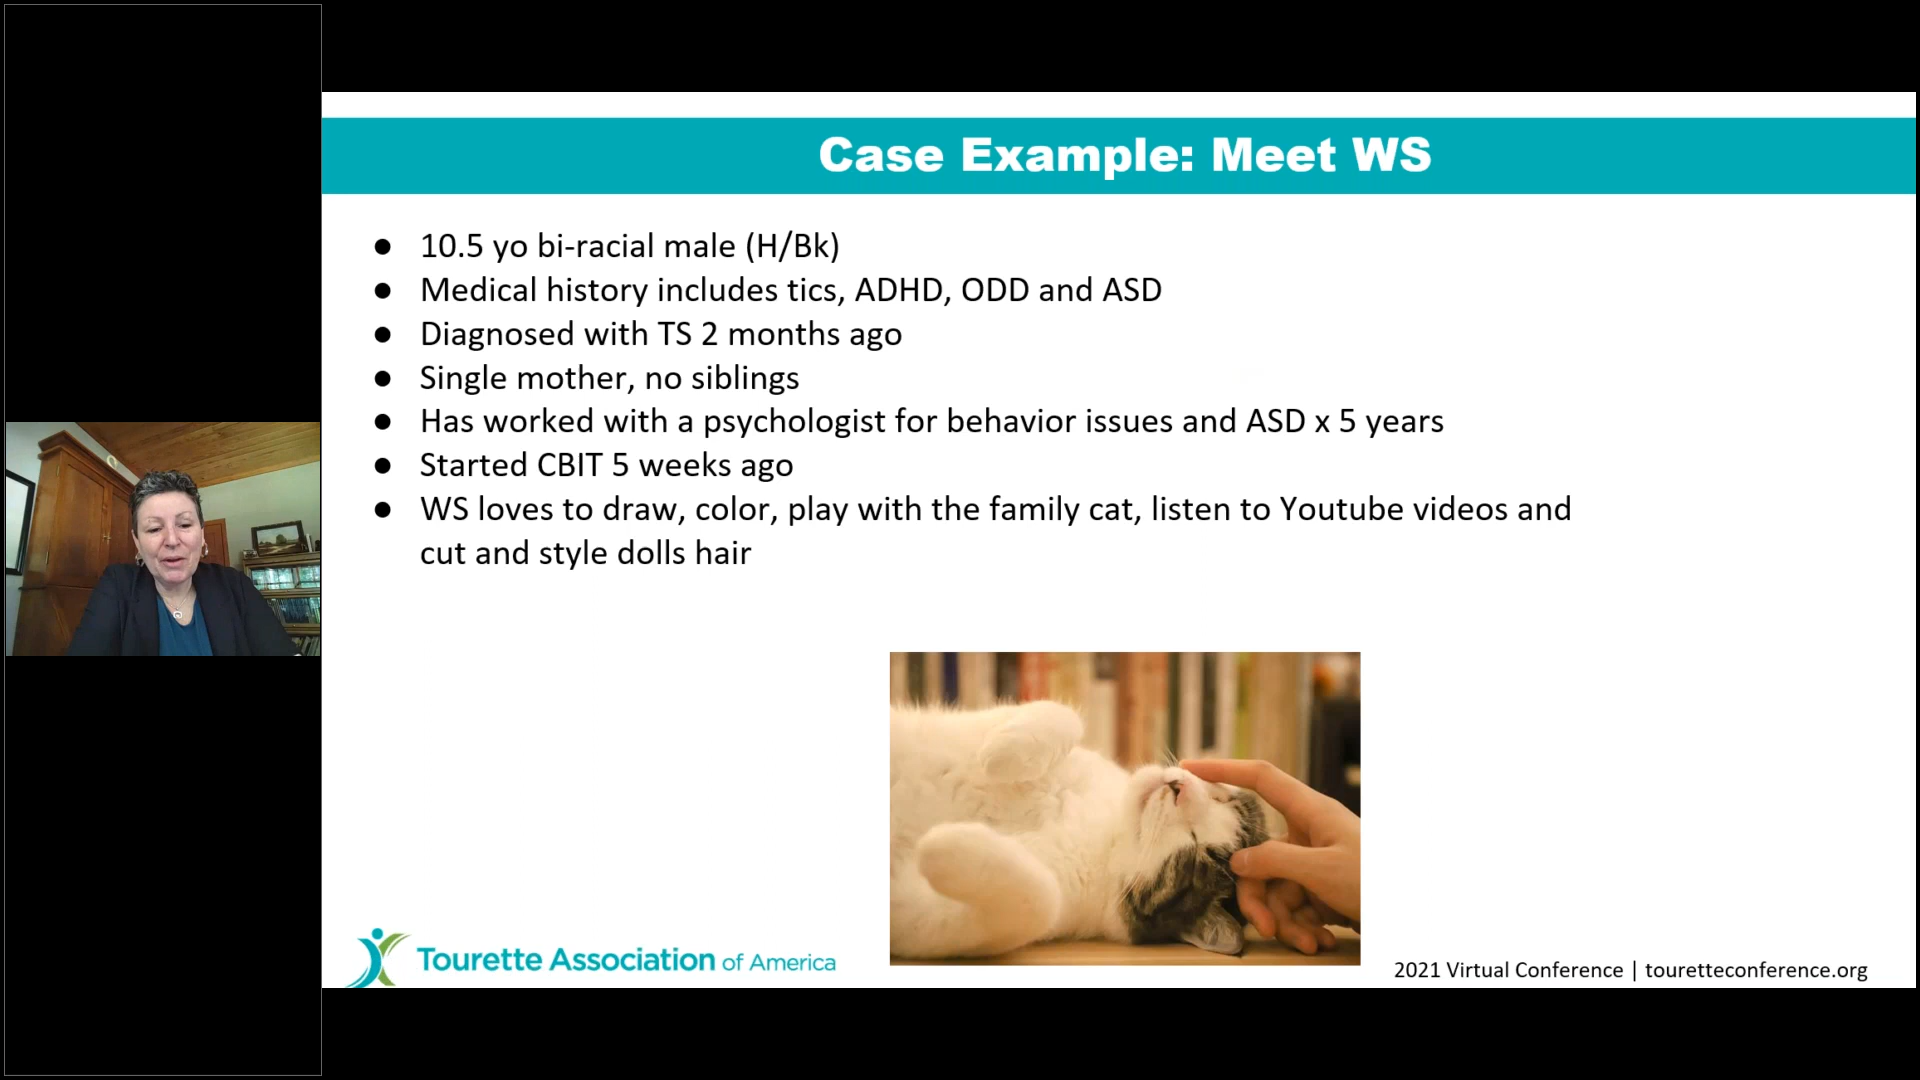 Case Example: Meet WS
● 10.5 yo bi-racial male (H/Bk)
● Medical history includes tics, ADHD, ODD and ASD
● Diagnosed with TS 2 months ago
● Single mother, no siblings
● Has worked with a psychologist for behavior issues and ASD x 5 years
● Started CBIT 5 weeks ago
● WS loves to draw, color, play with the family cat, listen to Youtube videos and
cut and style dolls hair
Tourette Association of America
2021 Virtual Conference | touretteconference.org